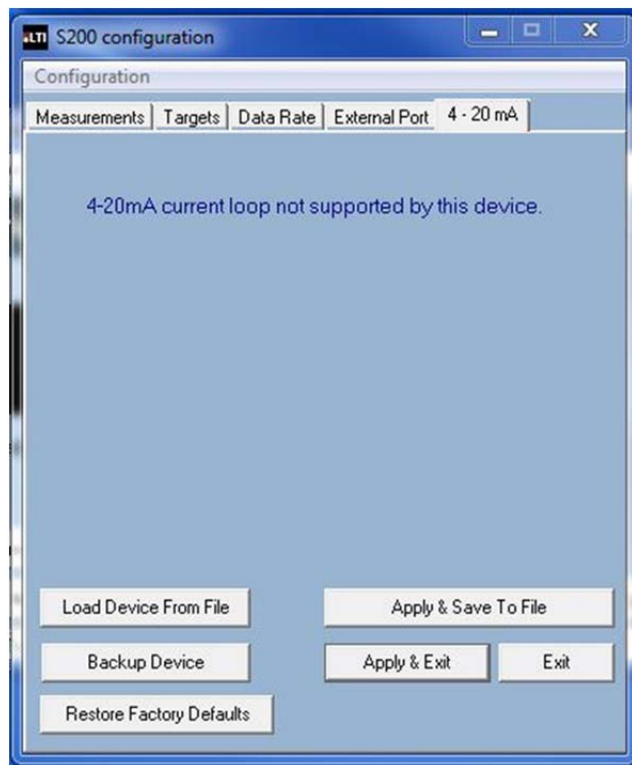 LTI S200 configuration
Configuration
Measurements Targets Data Rate External Port 4 - 20 mA
4-20mA current loop not supported by this device.
Load Device From File Apply & Save To File
Backup Device Apply & Exit Exit
Restore Factory Defaults